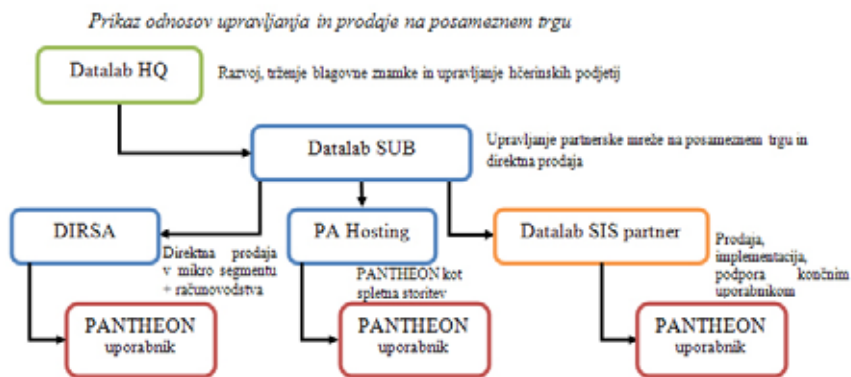 Prikaz odnosov upravljanja in prodaje na posameznem trgu
Datalab HQ
Razvoj, trženje blagovne znamke in upravljanje hčerinskih podjetij
Datalab SUB
Upravljanje partnerske mreže na posameznem trgu in
direktna prodaja
DIRSA
Direktna prodaja
v mikro segmentu
+ računovodstva
PA Hosting
PANTHEON kot
spletna storitev
Datalab SIS partner
Prodaja,
implementacija,
podpora končnim
uporabnikom
PANTHEON
uporabnik
PANTHEON
uporabnik
PANTHEON
uporabnik